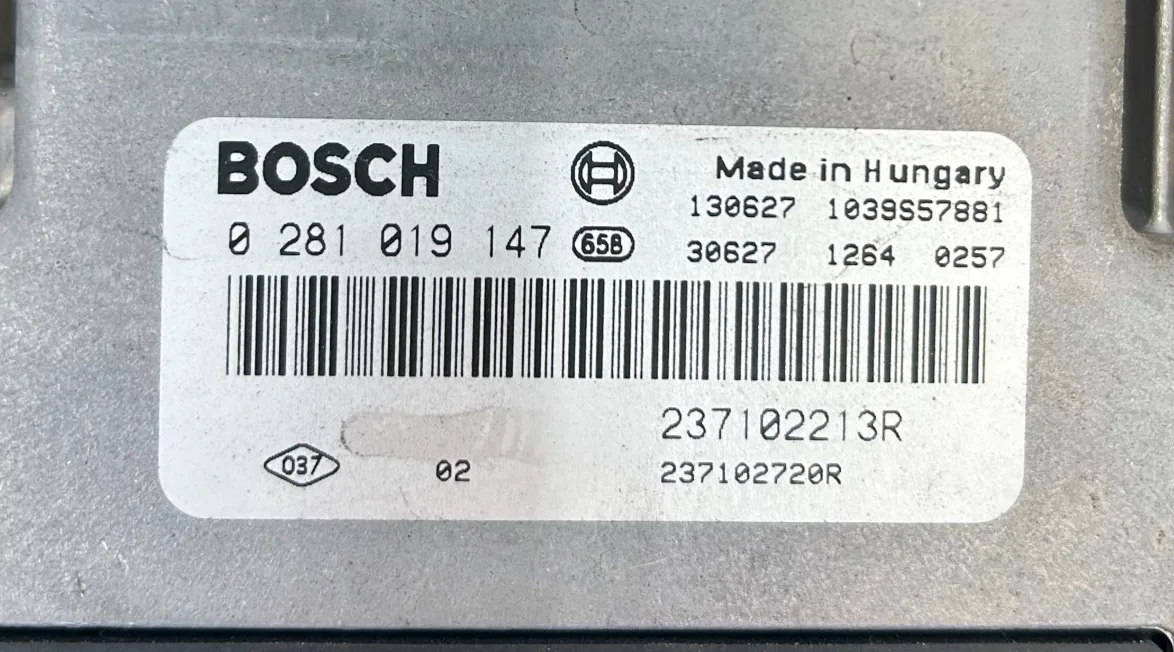 BOSCH
Made in Hungary
130627 1039S57881
0 281 019 147 658
30627 1264 0257
237102213R
037 02 237102720R